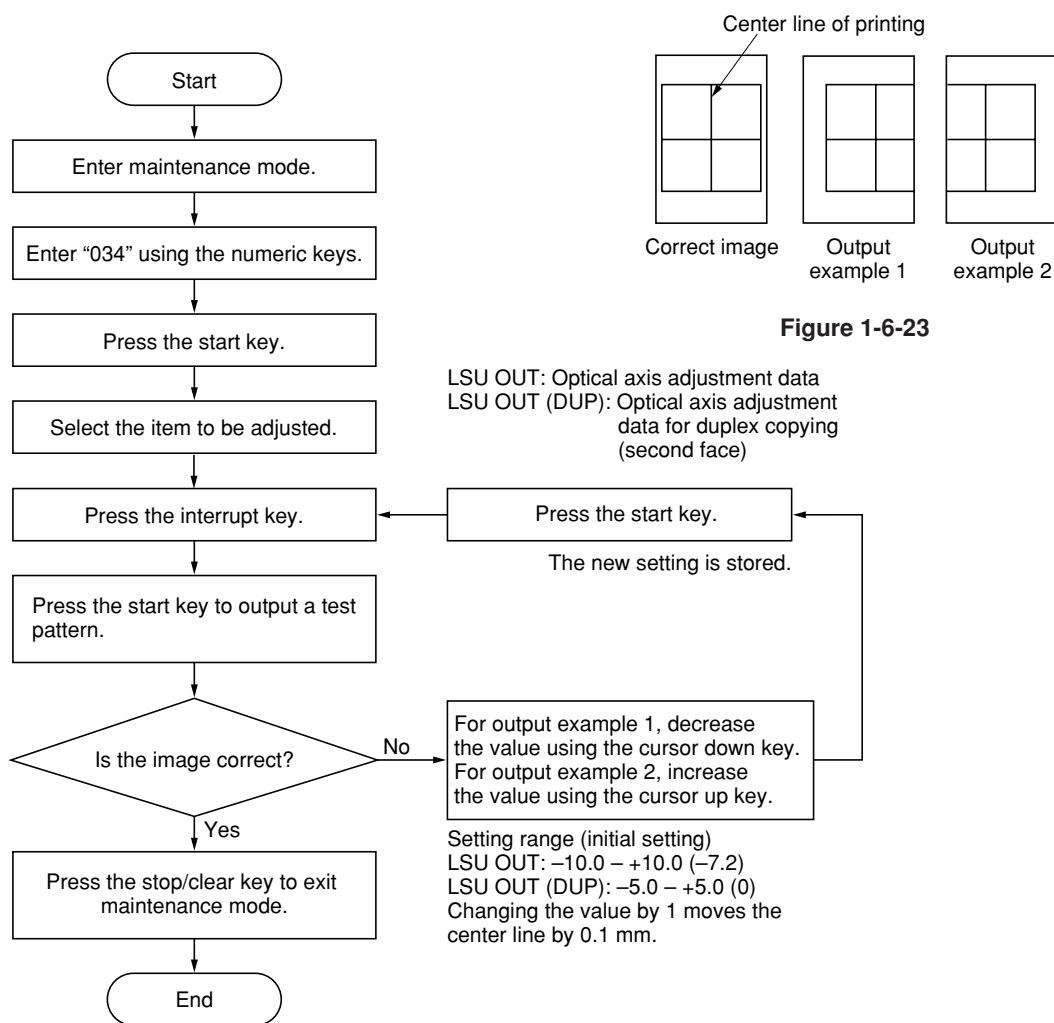 Center line of printing
Correct image
Output
example 1
Output
example 2
Figure 1-6-23
Start
Enter maintenance mode.
Enter “034” using the numeric keys.
Press the start key.
Select the item to be adjusted.
LSU OUT: Optical axis adjustment data
LSU OUT (DUP): Optical axis adjustment
data for duplex copying
(second face)
Press the interrupt key.
Press the start key.
The new setting is stored.
Press the start key to output a test
pattern.
Is the image correct?
No
For output example 1, decrease
the value using the cursor down key.
For output example 2, increase
the value using the cursor up key.
Yes
Setting range (initial setting)
LSU OUT: –10.0 – +10.0 (–7.2)
LSU OUT (DUP): –5.0 – +5.0 (0)
Changing the value by 1 moves the
center line by 0.1 mm.
Press the stop/clear key to exit
maintenance mode.
End